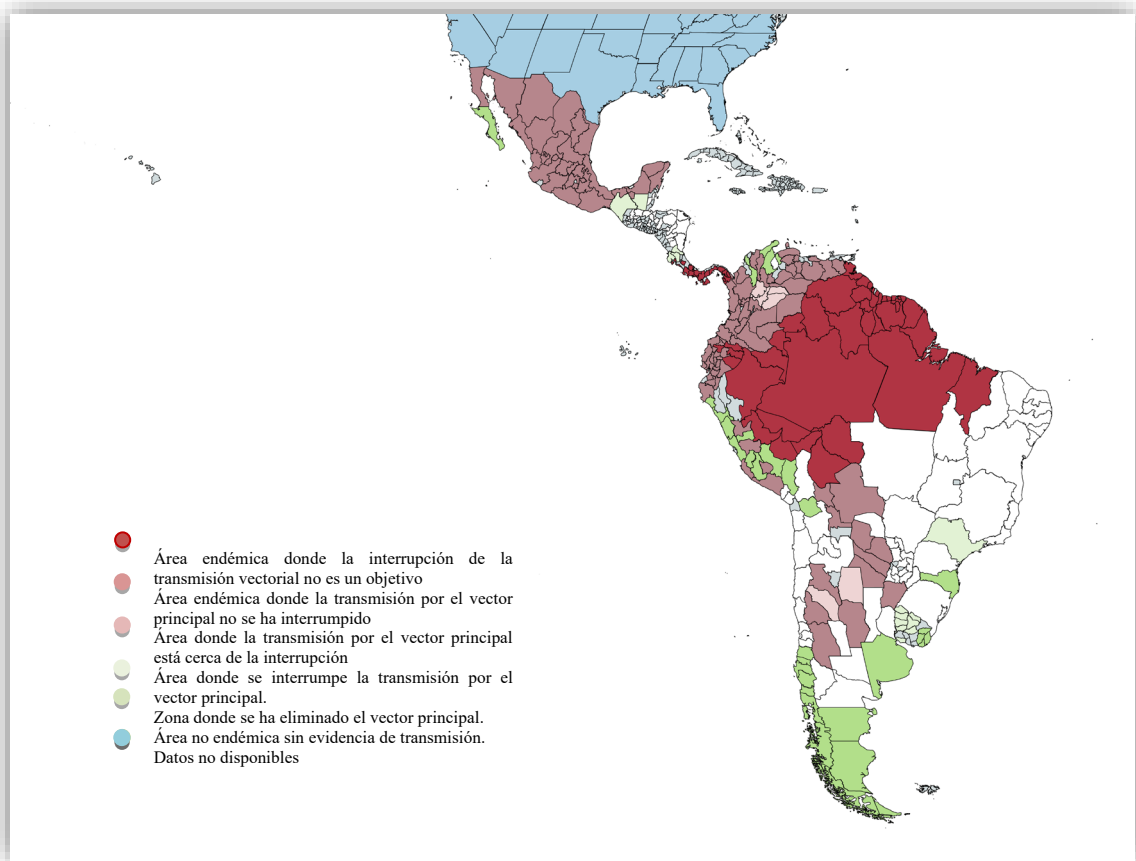 Área endémica donde la interrupción de la
transmisión vectorial no es un objetivo
Área endémica donde la transmisión por el vector
principal no se ha interrumpido
Área donde la transmisión por el vector principal
está cerca de la interrupción
Área donde se interrumpe la transmisión por el
vector principal.
Zona donde se ha eliminado el vector principal.
Área no endémica sin evidencia de transmisión.
Datos no disponibles